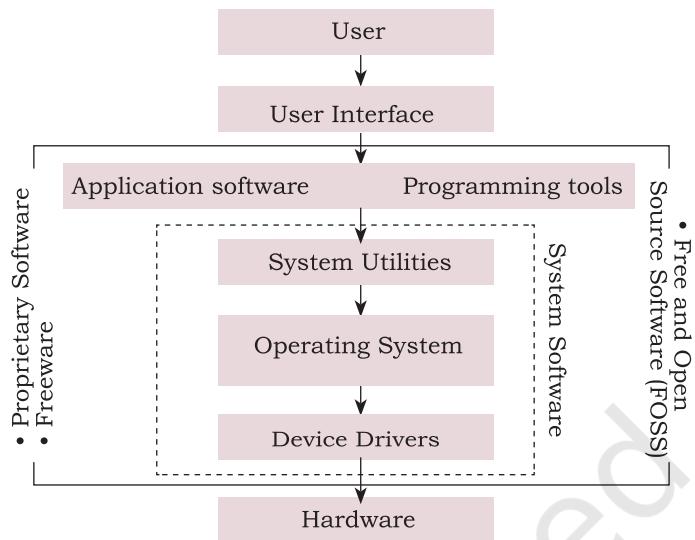 User
User Interface
Application software
Programming tools
System Utilities
Operating System
Device Drivers
Hardware
System Software
• Proprietary Software
• Freeware
• Free and Open
Source Software (FOSS)